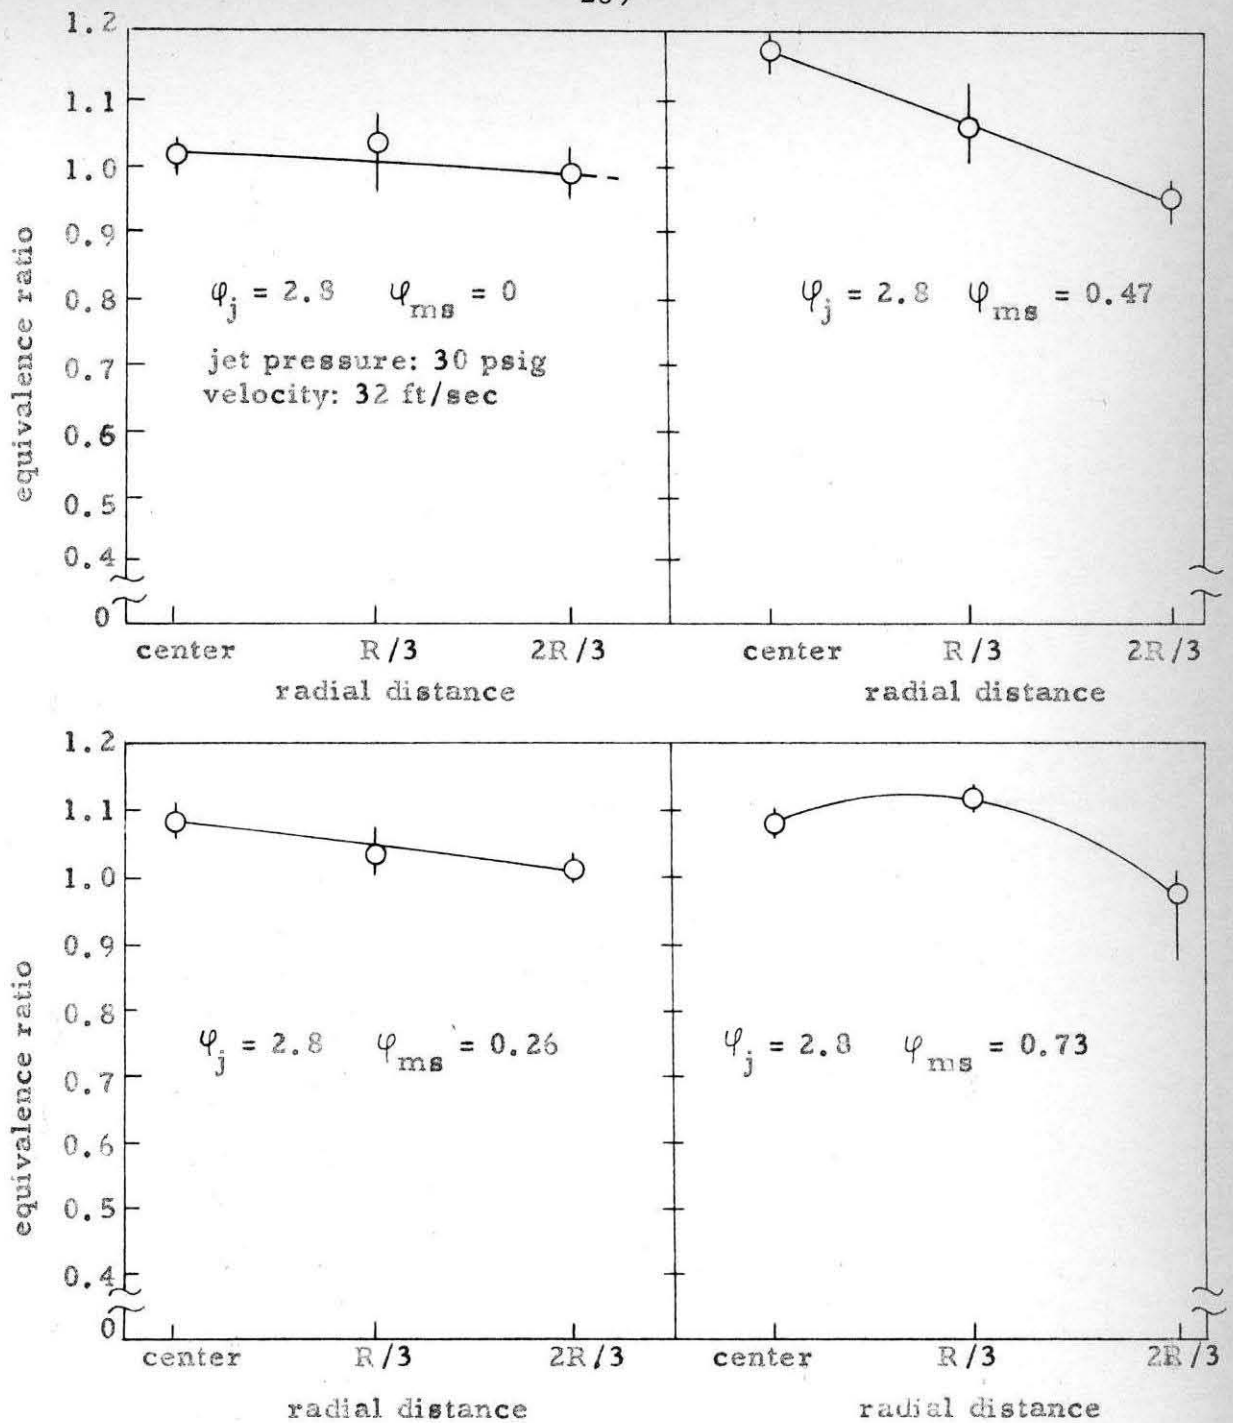 1.2
1.1
1.0
0.9
0.8
0.7
0.6
0.5
0.4
0
equivalence ratio
φj = 2.8 φms = 0
jet pressure: 30 psig
velocity: 32 ft/sec
center R/3 2R/3
radial distance
φj = 2.8 φms = 0.47
center R/3 2R/3
radial distance
1.2
1.1
1.0
0.9
0.8
0.7
0.6
0.5
0.4
0
equivalence ratio
φj = 2.8 φms = 0.26
center R/3 2R/3
radial distance
φj = 2.8 φms = 0.73
center R/3 2R/3
radial distance